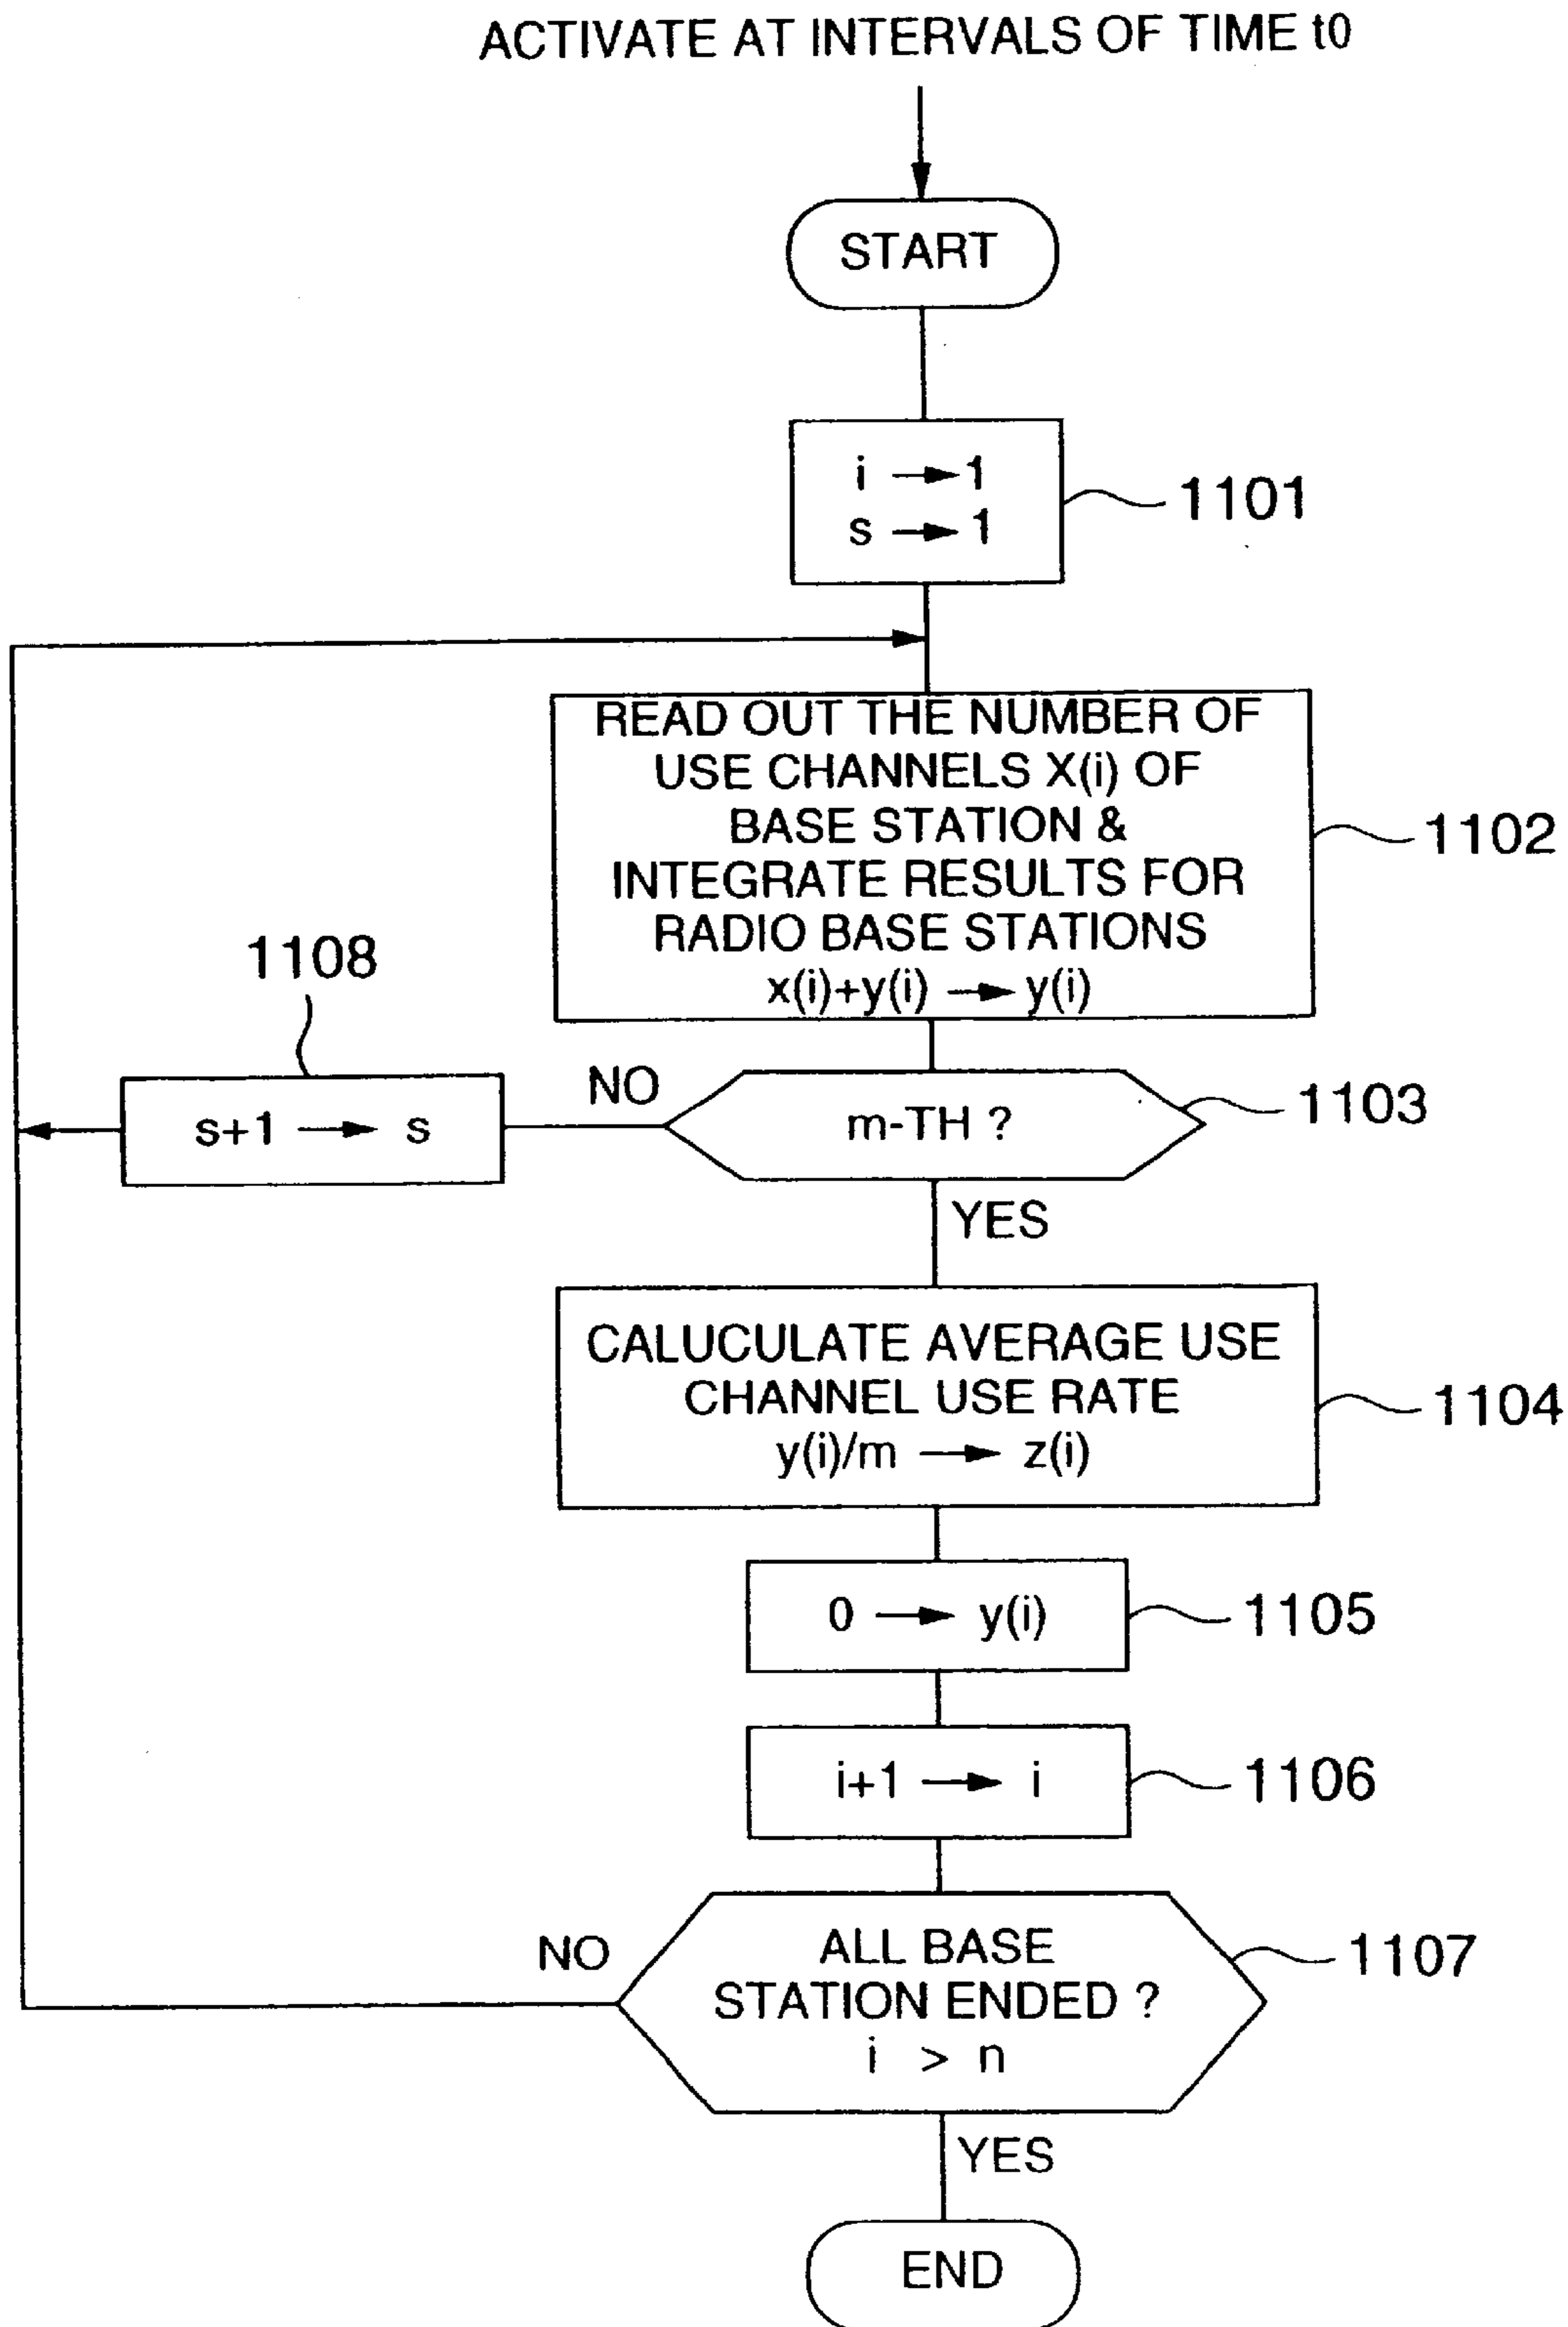 ACTIVATE AT INTERVALS OF TIME t0
START
i → 1
s → 1
1101
READ OUT THE NUMBER OF
USE CHANNELS X(i) OF
BASE STATION &
INTEGRATE RESULTS FOR
RADIO BASE STATIONS
x(i)+y(i) → y(i)
1102
1108
s+1 → s
NO
m-TH ?
1103
YES
CALUCULATE AVERAGE USE
CHANNEL USE RATE
y(i)/m → z(i)
1104
0 → y(i)
1105
i+1 → i
1106
NO
ALL BASE
STATION ENDED ?
i > n
1107
YES
END